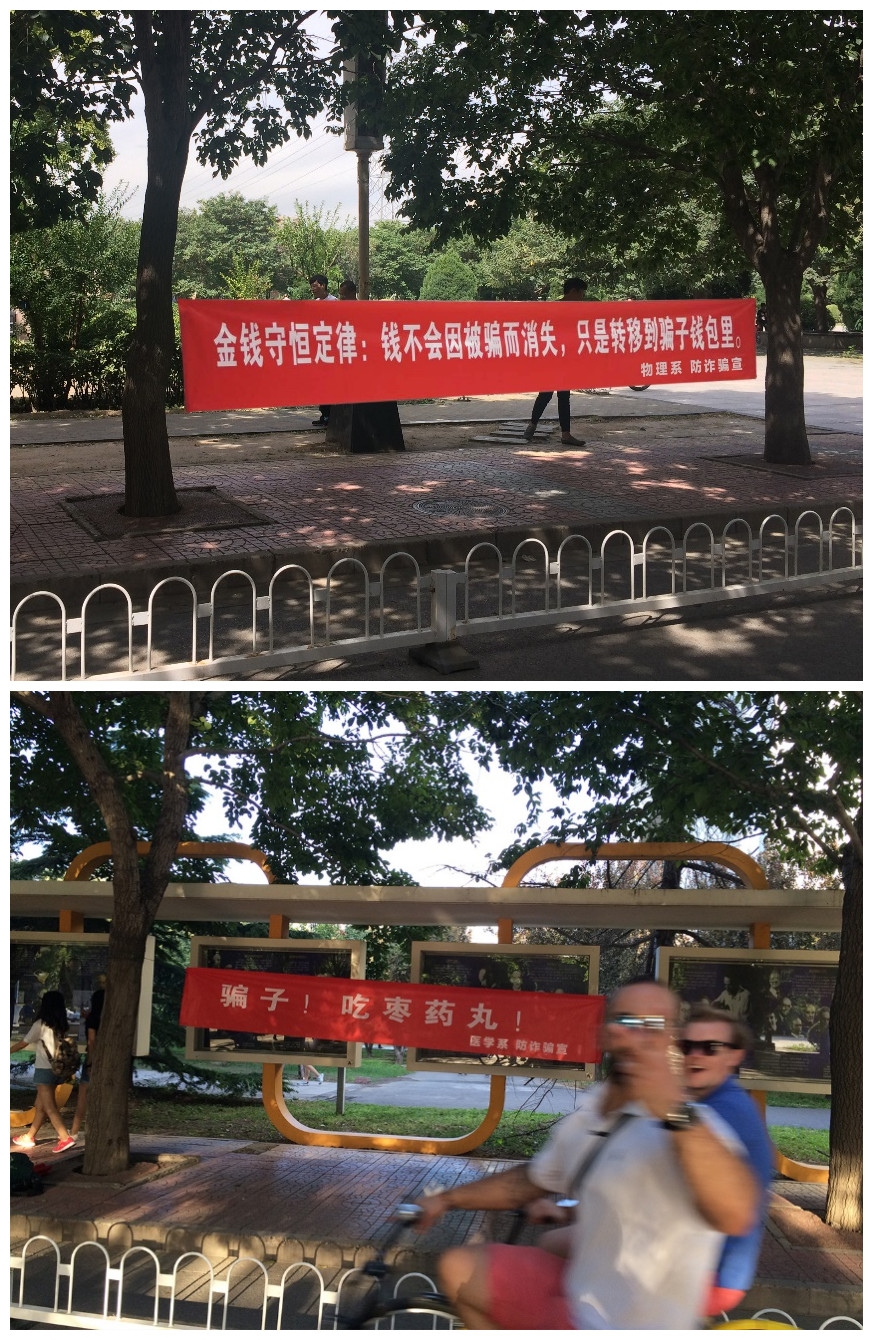 金钱守恒定律：钱不会因被骗而消失，只是转移到骗子钱包里。
物理系 防诈骗宣
骗子！吃枣药丸！
医学系 防诈骗宣